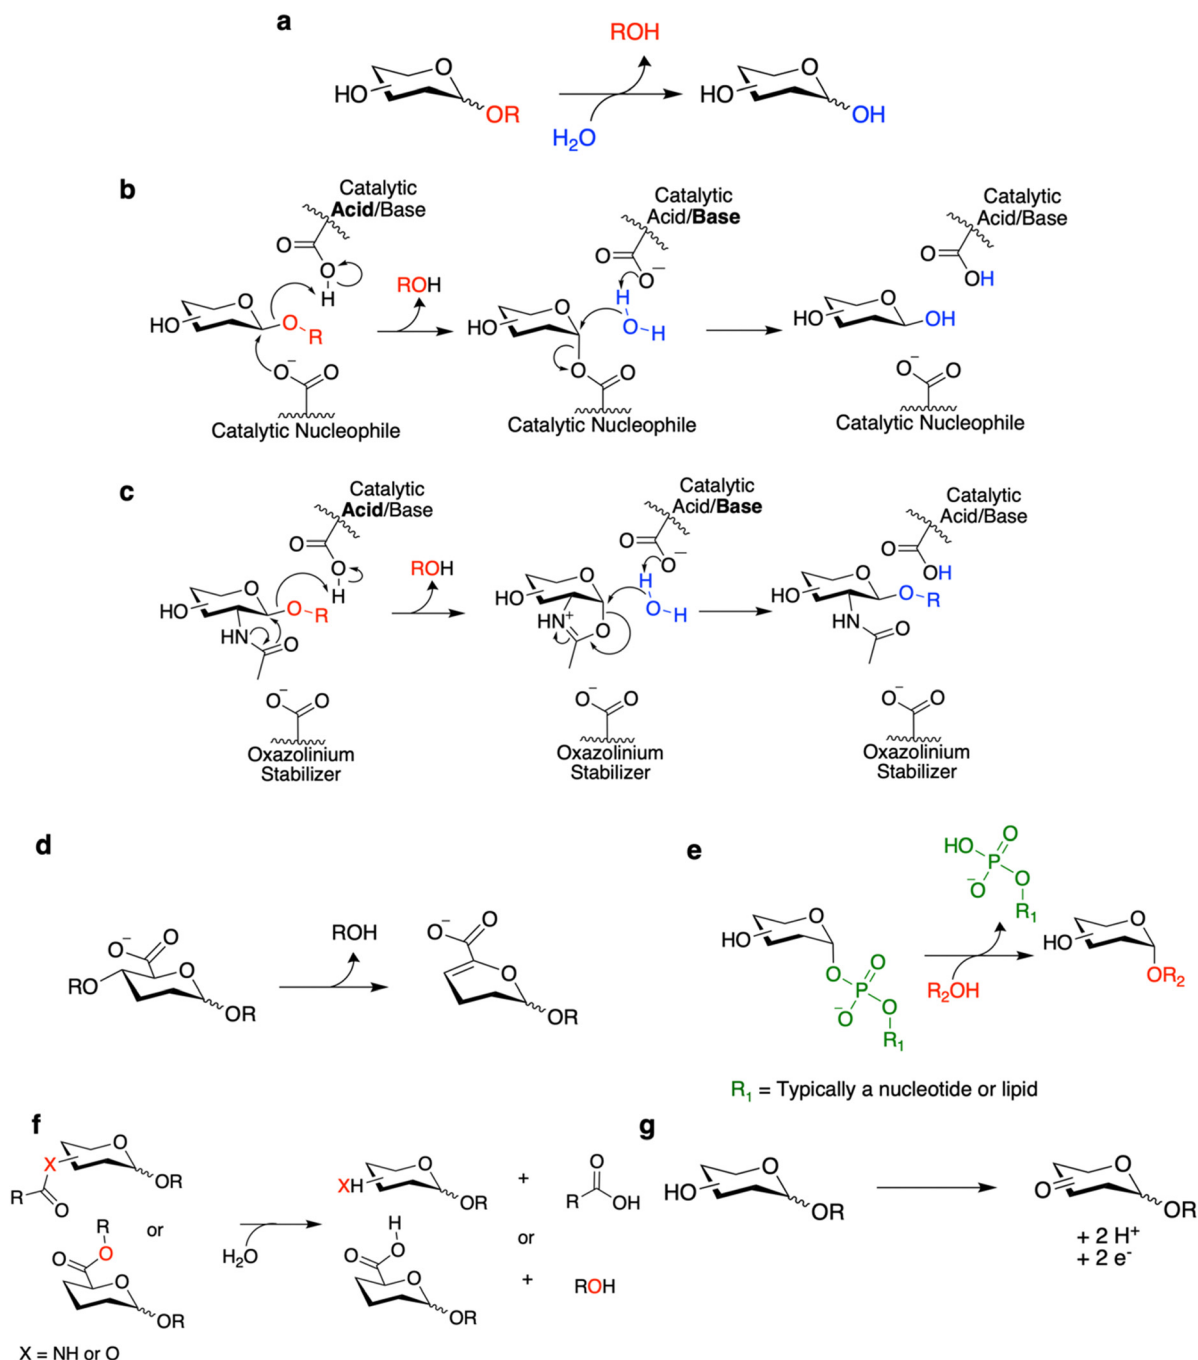 a
ROH
O
HO
OR
H₂O
O
HO
OH
b
Catalytic
Acid/Base
O
O
H
O
HO
O
R
O⁻
O
Catalytic Nucleophile
ROH
Catalytic
Acid/Base
O
O⁻
H
O
HO
O-H
O
O
Catalytic Nucleophile
Catalytic
Acid/Base
O
OH
O
HO
OH
O⁻
O
Catalytic Nucleophile
c
Catalytic
Acid/Base
O
O
H
O
HO
O-R
HN
O
O⁻
O
Oxazolinium
Stabilizer
ROH
Catalytic
Acid/Base
O
O⁻
H
O
HO
O-H
HN⁺
O
O⁻
O
Oxazolinium
Stabilizer
Catalytic
Acid/Base
O
OH
O
HO
O-R
HN
O
O⁻
O
Oxazolinium
Stabilizer
d
O⁻
O
O
RO
OR
ROH
O⁻
O
O
OR
e
O
HO
O
O
P
⁻O
O
R₁
R₂OH
HO
O
P
⁻O
O
R₁
O
HO
OR₂
R₁ = Typically a nucleotide or lipid
f
O
X
OR
R
O
or
R
O
O
O
OR
X = NH or O
H₂O
O
XH
OR
+
O
R
OH
or
H
O
O
O
OR
+
ROH
g
O
HO
OR
O
O
OR
+ 2 H⁺
+ 2 e⁻